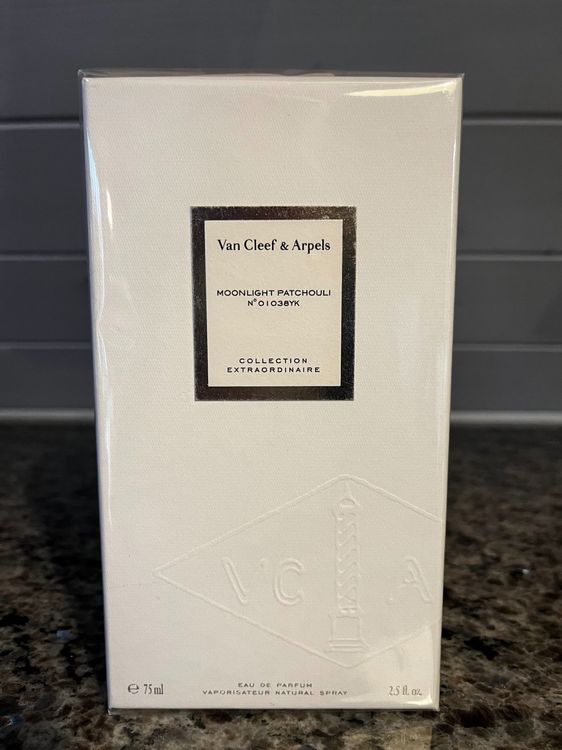 Van Cleef & Arpels
MOONLIGHT PATCHOULI
N°01038YK
COLLECTION
EXTRAORDINAIRE
V'C A
EAU DE PARFUM
℮ 75 ml VAPORISATEUR NATURAL SPRAY 2.5 fl. oz.